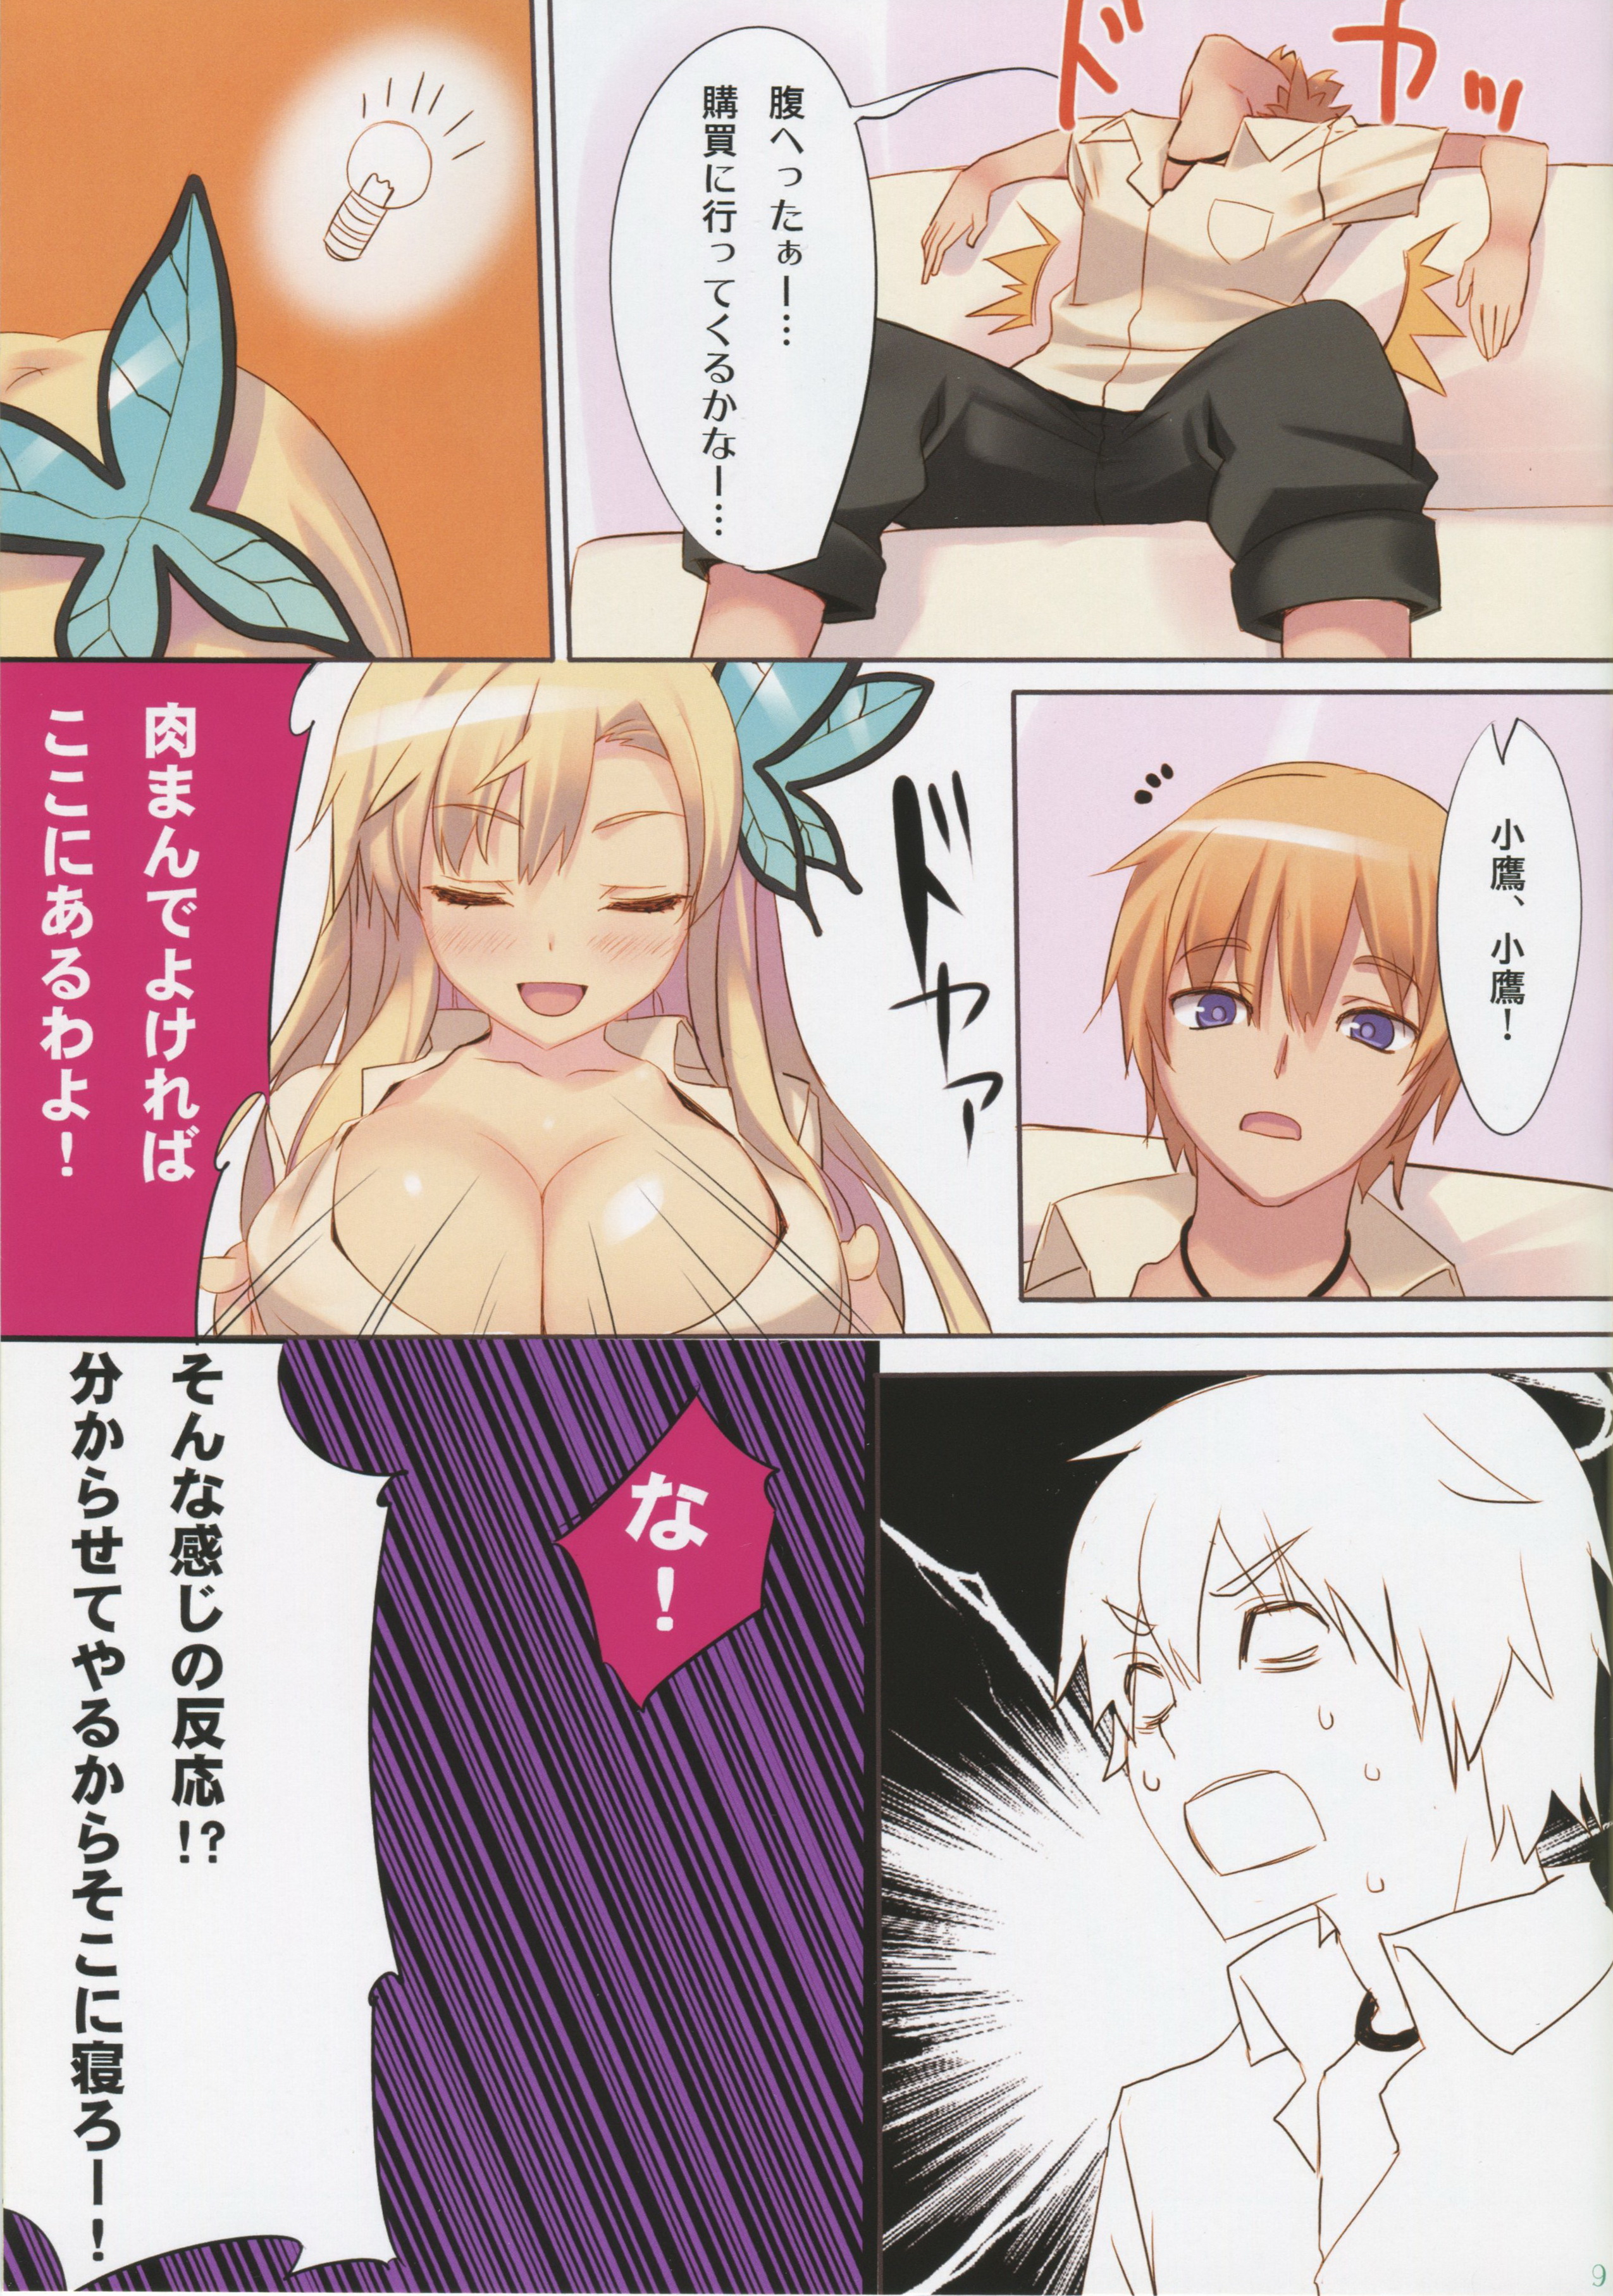 ドカッ
腹へったぁー…
購買に行ってくるかなー…
小鷹、小鷹！
ドヤァ
肉まんでよければ
ここにあるわよ！
な！
そんな感じの反応!?
分からせてやるからそこに寝ろー！
9